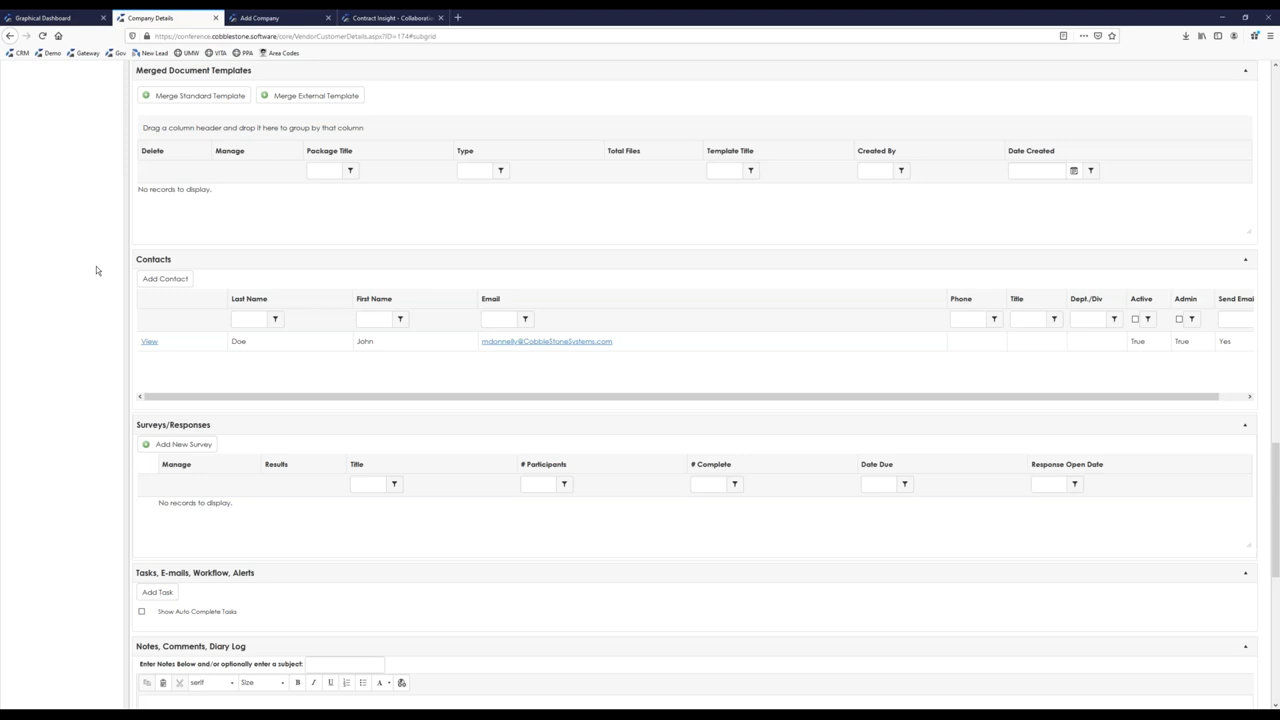 Graphical Dashboard
Company Details
Add Company
Contract Insight - Collaboratio
https://conference.cobblestone.software/core/VendorCustomerDetails.aspx?ID=174#subgrid
CRM Demo Gateway Gov New Lead UMW VITA PPA Area Codes
Merged Document Templates
Merge Standard Template Merge External Template
Drag a column header and drop it here to group by that column
Delete Manage Package Title Type Total Files Template Title Created By Date Created
No records to display.
Contacts
Add Contact
Last Name First Name Email Phone Title Dept./Div Active Admin Send Emai
View Doe John mdonnelly@CobbleStoneSystems.com True True Yes
Surveys/Responses
Add New Survey
Manage Results Title # Participants # Complete Date Due Response Open Date
No records to display.
Tasks, E-mails, Workflow, Alerts
Add Task
Show Auto Complete Tasks
Notes, Comments, Diary Log
Enter Notes Below and/or optionally enter a subject:
serif Size B I U A